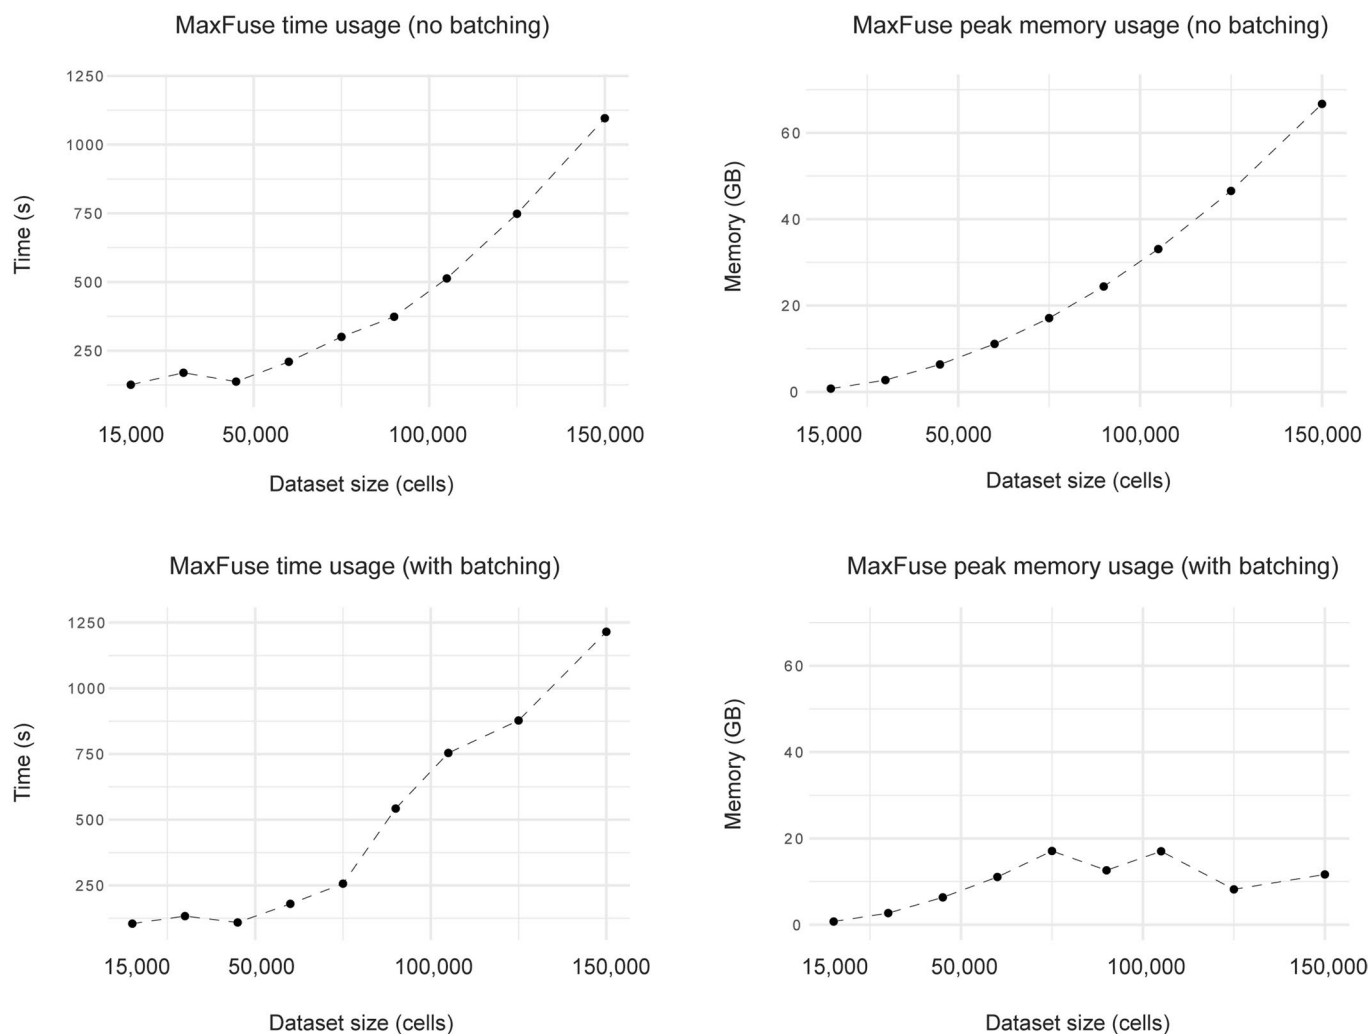 MaxFuse time usage (no batching)
1250
1000
750
500
250
Time (s)
15,000 50,000 100,000 150,000
Dataset size (cells)
MaxFuse peak memory usage (no batching)
60
40
20
0
Memory (GB)
15,000 50,000 100,000 150,000
Dataset size (cells)
MaxFuse time usage (with batching)
1250
1000
750
500
250
Time (s)
15,000 50,000 100,000 150,000
Dataset size (cells)
MaxFuse peak memory usage (with batching)
60
40
20
0
Memory (GB)
15,000 50,000 100,000 150,000
Dataset size (cells)